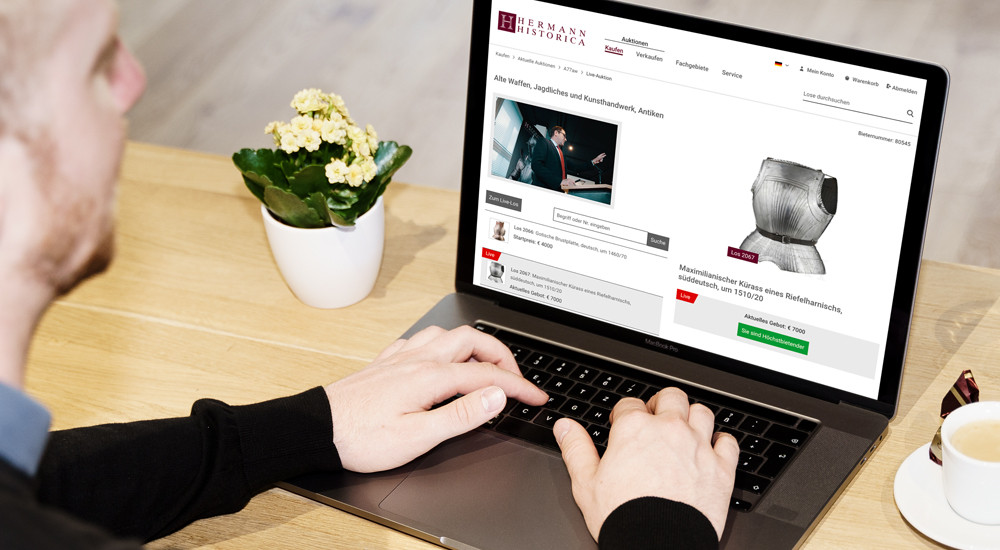 HERMANN
HISTORICA
Auktionen
Kaufen Verkaufen Fachgebiete Service
Mein Konto Warenkorb Abmelden
Kaufen > Aktuelle Auktionen > A77aw > Live-Auktion
Lose durchsuchen
Alte Waffen, Jagdliches und Kunsthandwerk, Antiken
Bieternummer: 80545
Zum Live-Los
Begriff oder Nr. eingeben
Suche
Los 2066: Gotische Brustplatte, deutsch, um 1460/70
Startpreis: € 4000
Live
Los 2067: Maximilianischer Kürass eines Riefelharnischs,
süddeutsch, um 1510/20
Aktuelles Gebot: € 7000
Los 2067
Maximilianischer Kürass eines Riefelharnischs,
süddeutsch, um 1510/20
Live
Aktuelles Gebot: € 7000
Sie sind Höchstbietender
MacBook Pro